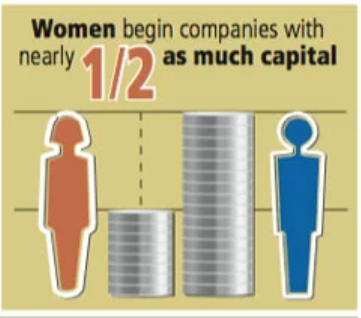 Women begin companies with
nearly 1/2 as much capital